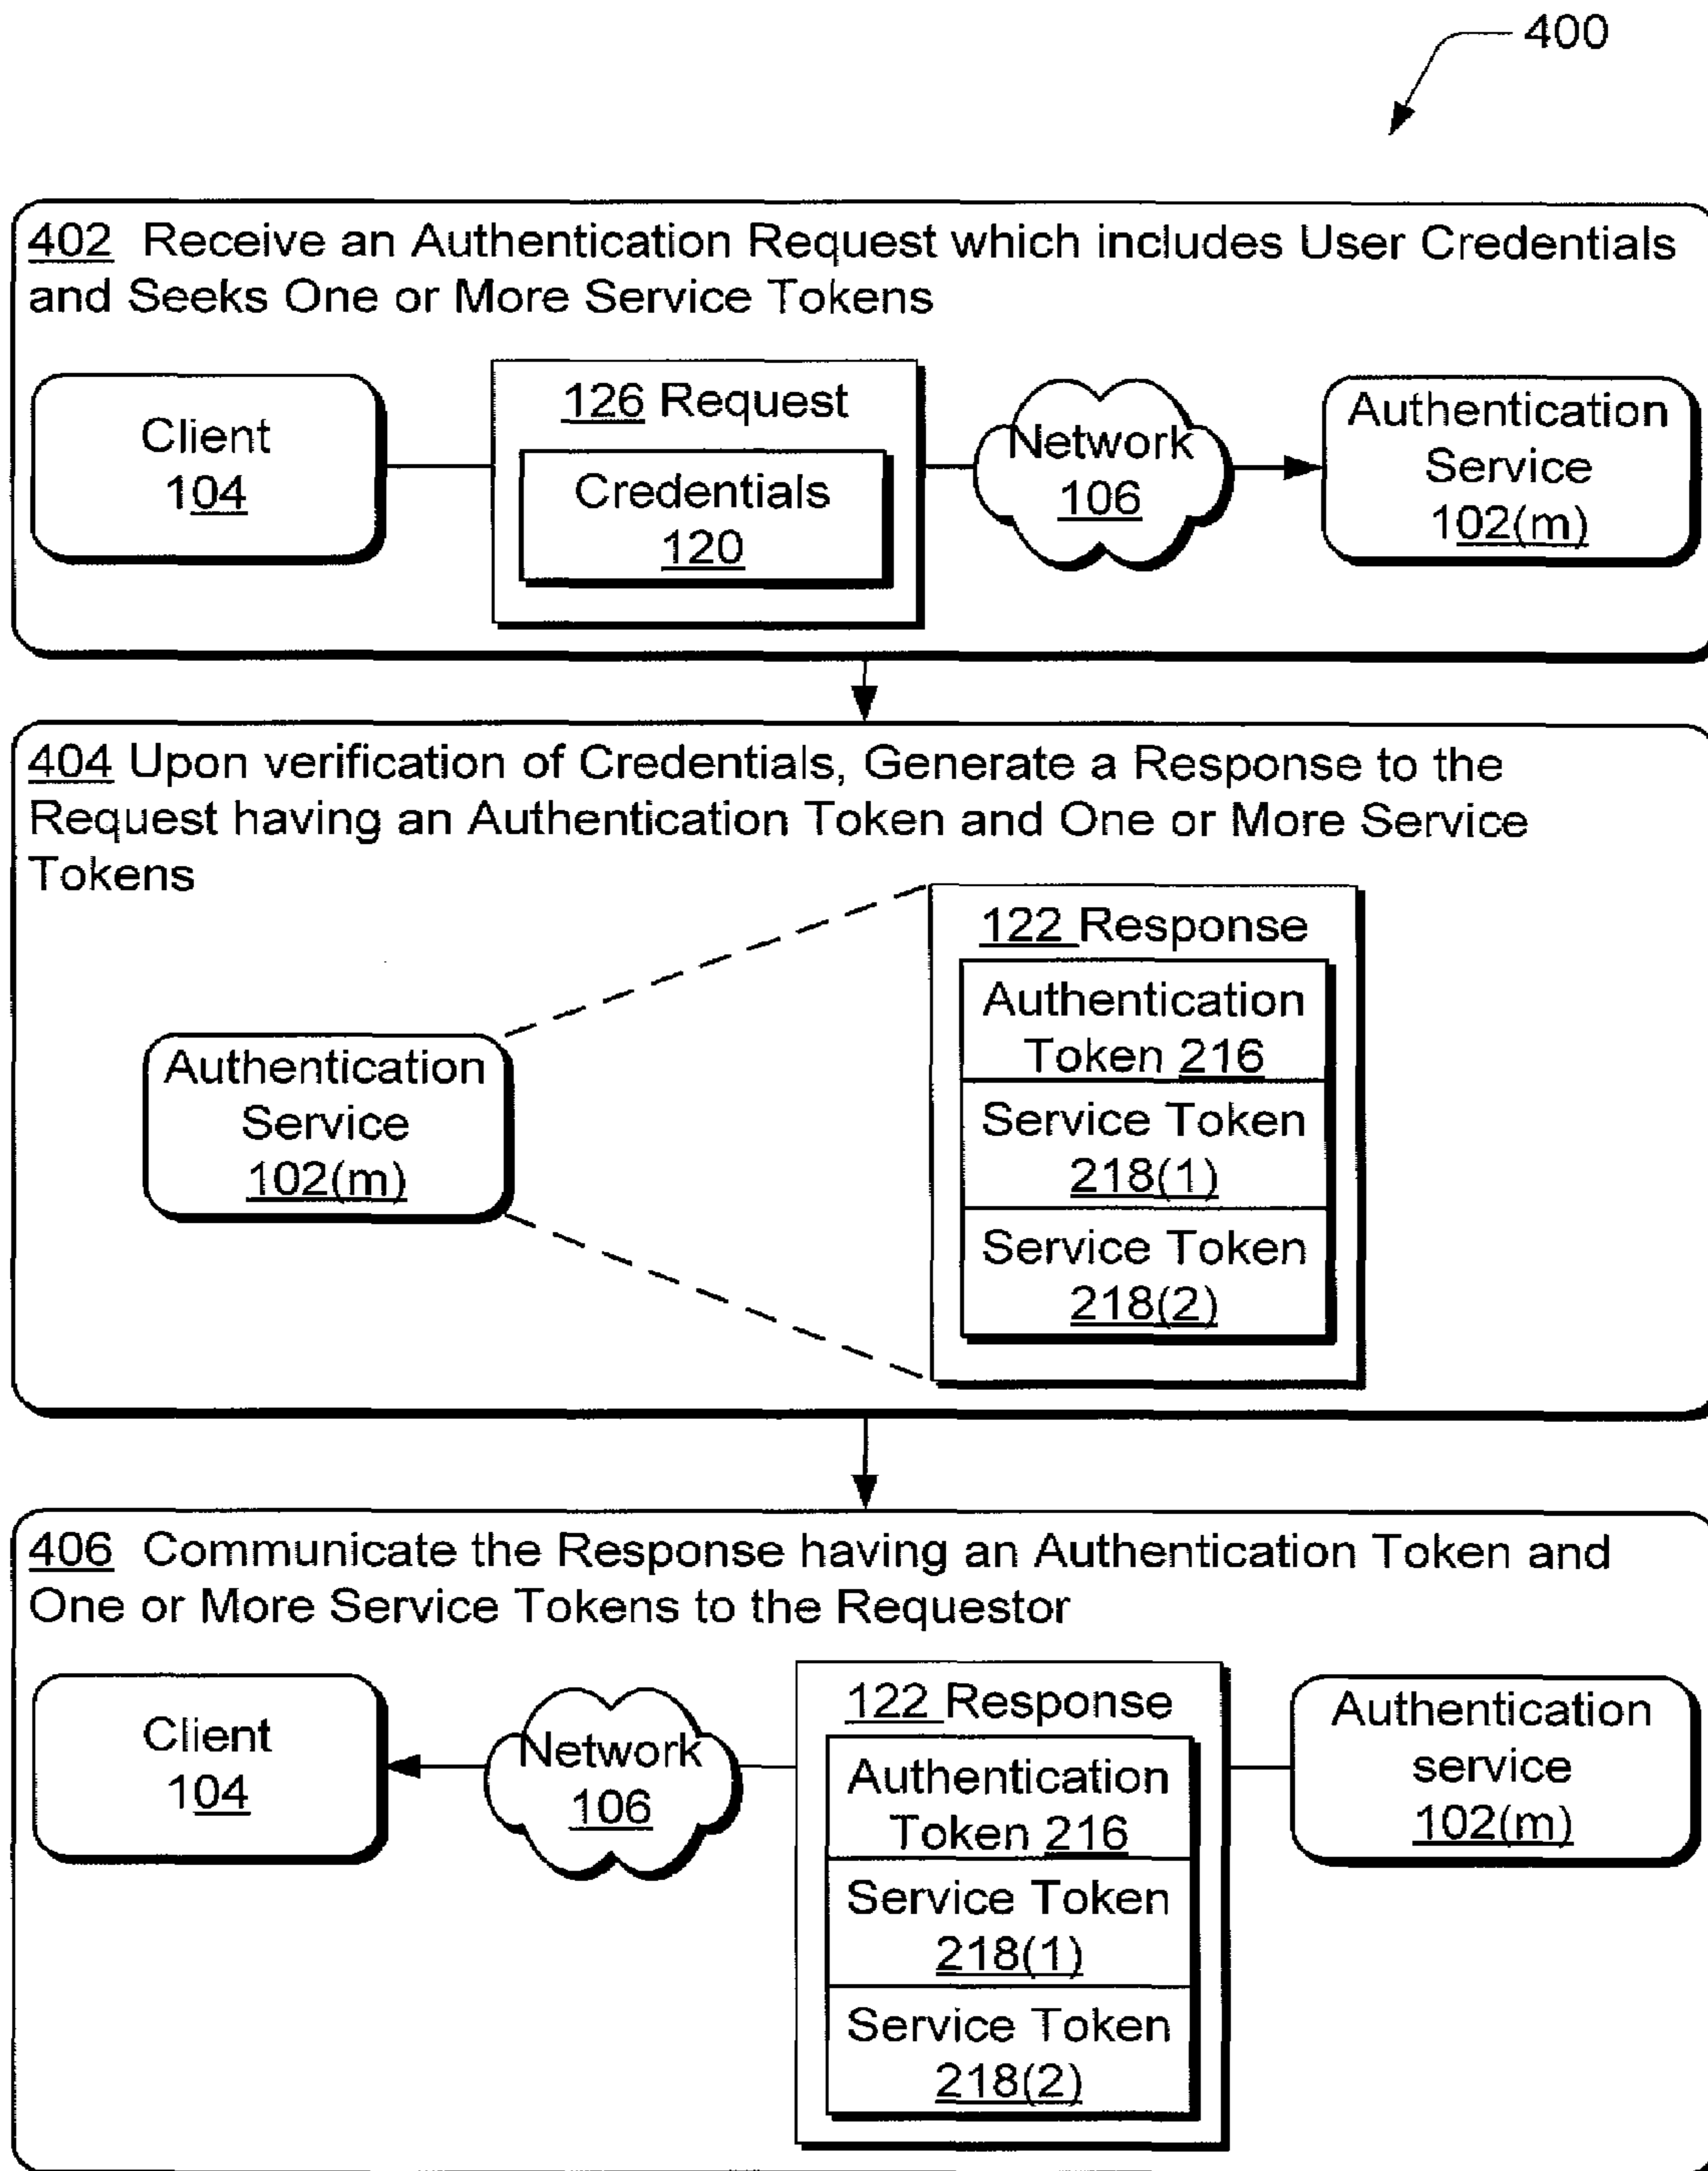 400
402 Receive an Authentication Request which includes User Credentials
and Seeks One or More Service Tokens
Client
104
126 Request
Credentials
120
Network
106
Authentication
Service
102(m)
404 Upon verification of Credentials, Generate a Response to the
Request having an Authentication Token and One or More Service
Tokens
Authentication
Service
102(m)
122 Response
Authentication
Token 216
Service Token
218(1)
Service Token
218(2)
406 Communicate the Response having an Authentication Token and
One or More Service Tokens to the Requestor
Client
104
Network
106
122 Response
Authentication
Token 216
Service Token
218(1)
Service Token
218(2)
Authentication
service
102(m)